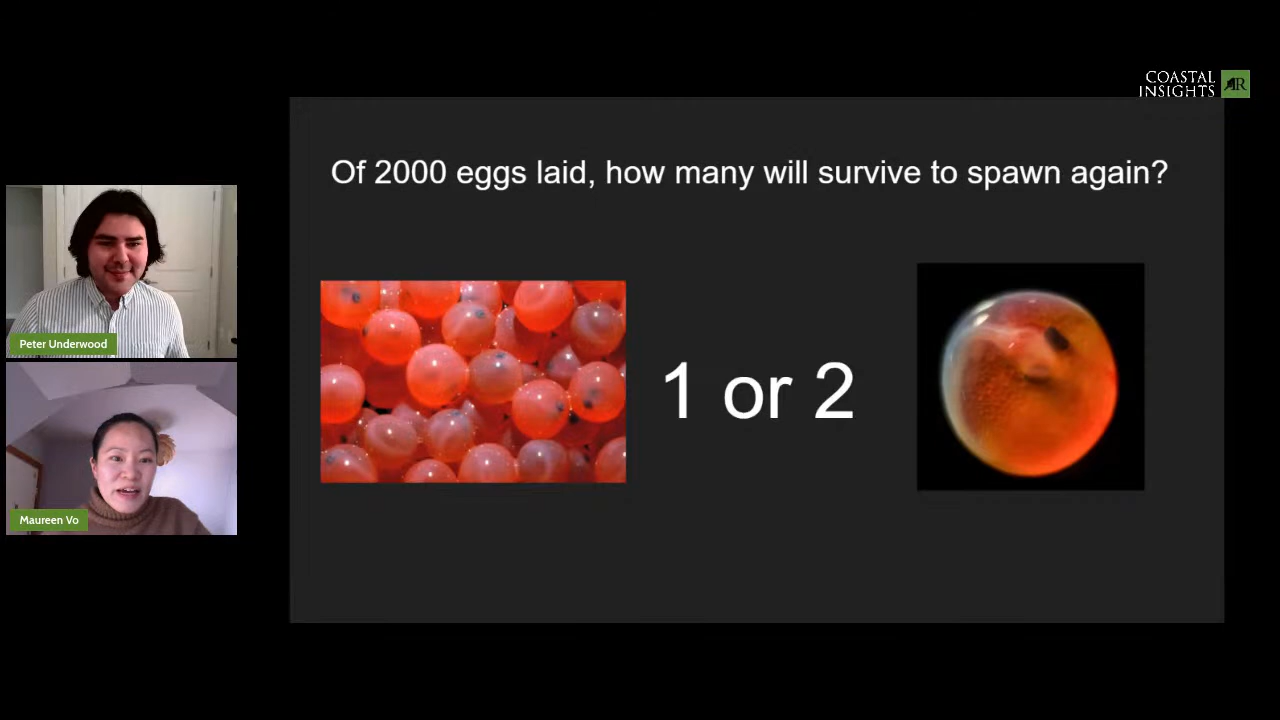 COASTAL
INSIGHTS
AR
Of 2000 eggs laid, how many will survive to spawn again?
Peter Underwood
1 or 2
Maureen Vo